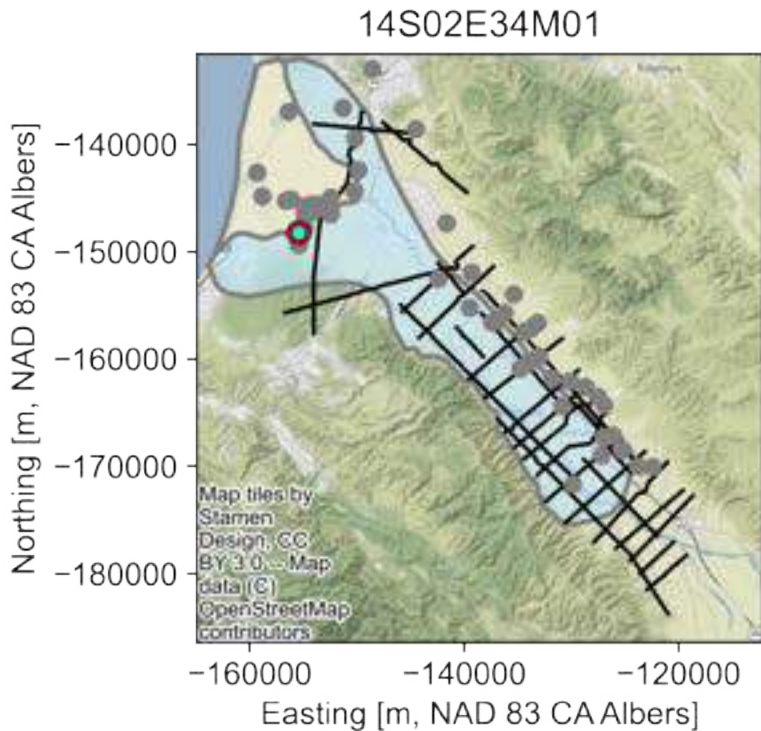 14S02E34M01
Northing [m, NAD 83 CA Albers]
−140000
−150000
−160000
−170000
−180000
Map tiles by
Stamen
Design, CC
BY 3.0 -- Map
data (C)
OpenStreetMap
contributors
−160000
−140000
−120000
Easting [m, NAD 83 CA Albers]